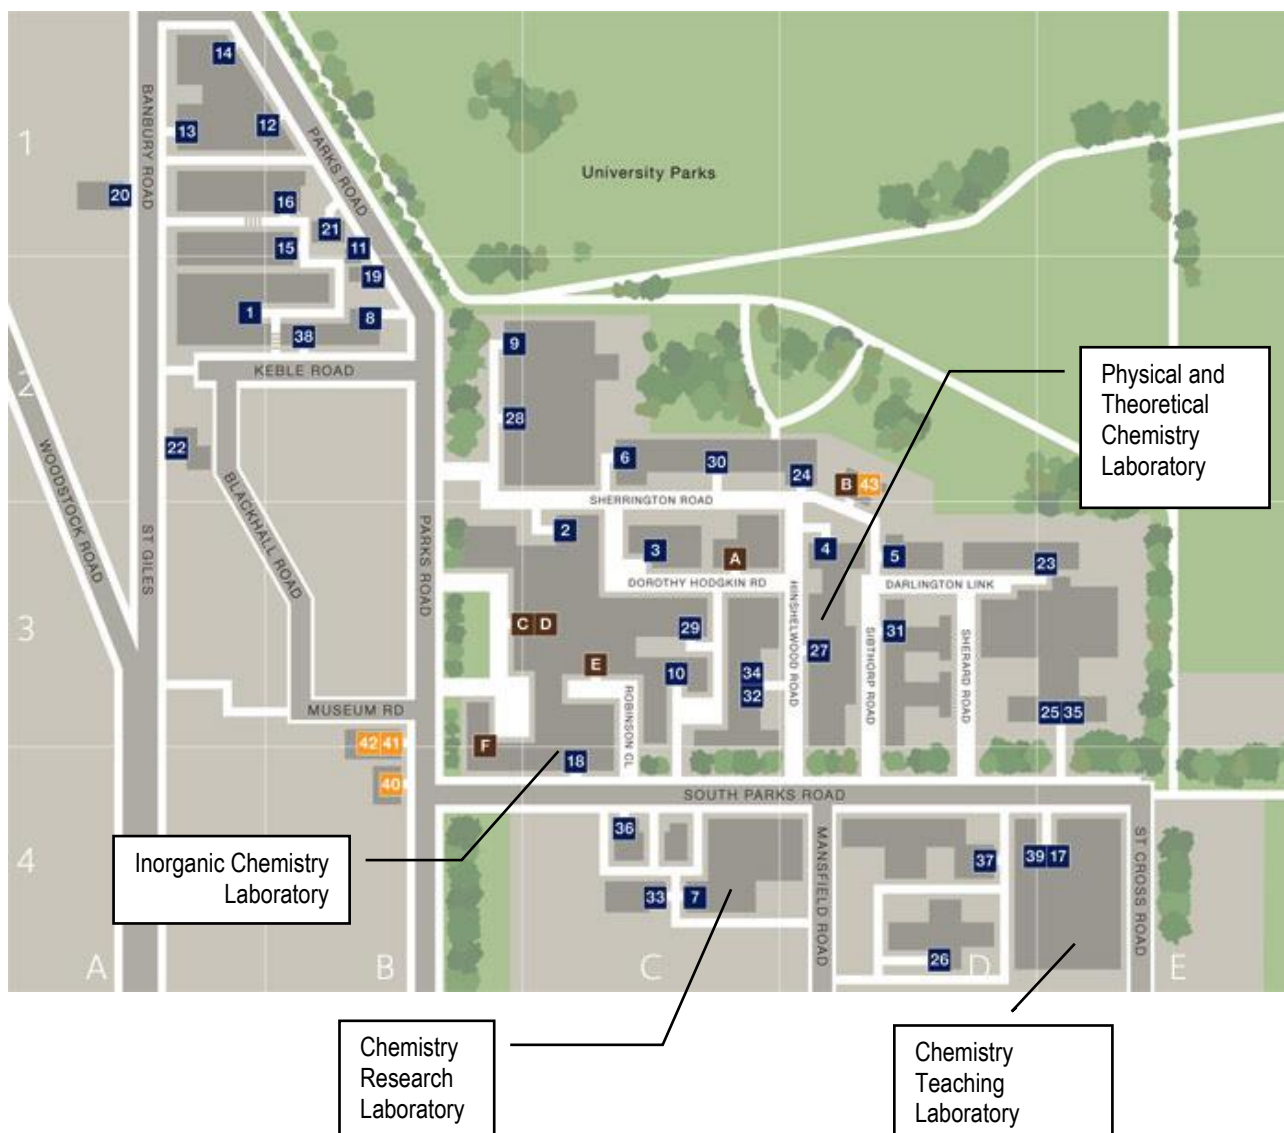 14
BANBURY ROAD
1
13
12
PARKS ROAD
University Parks
20
16
21
15
11
19
1
38
8
9
KEBLE ROAD
2
Physical and
Theoretical
Chemistry
Laboratory
28
22
6
30
24
B
43
WOODSTOCK ROAD
BLACKHALL ROAD
SHERRINGTON ROAD
ST GILES
PARKS ROAD
2
3
A
4
5
23
DOROTHY HODGKIN RD
DARLINGTON LINK
3
C
D
29
HINSHELWOOD ROAD
27
SIBTHORP ROAD
31
SHERARD ROAD
E
10
34
32
ROBINSON CL
MUSEUM RD
25
35
42
41
F
18
40
SOUTH PARKS ROAD
36
MANSFIELD ROAD
37
39
17
ST CROSS ROAD
4
Inorganic Chemistry
Laboratory
33
7
26
A
B
C
D
E
Chemistry
Research
Laboratory
Chemistry
Teaching
Laboratory